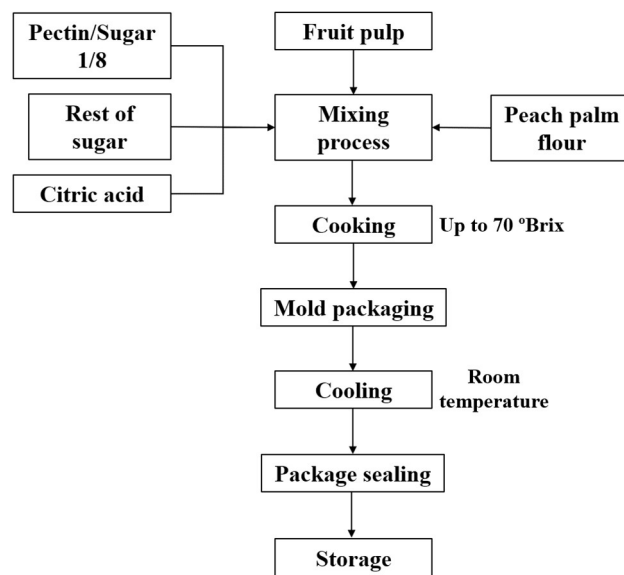 Pectin/Sugar
1/8
Fruit pulp
Rest of
sugar
Mixing
process
Peach palm
flour
Citric acid
Cooking
Up to 70 ºBrix
Mold packaging
Cooling
Room
temperature
Package sealing
Storage